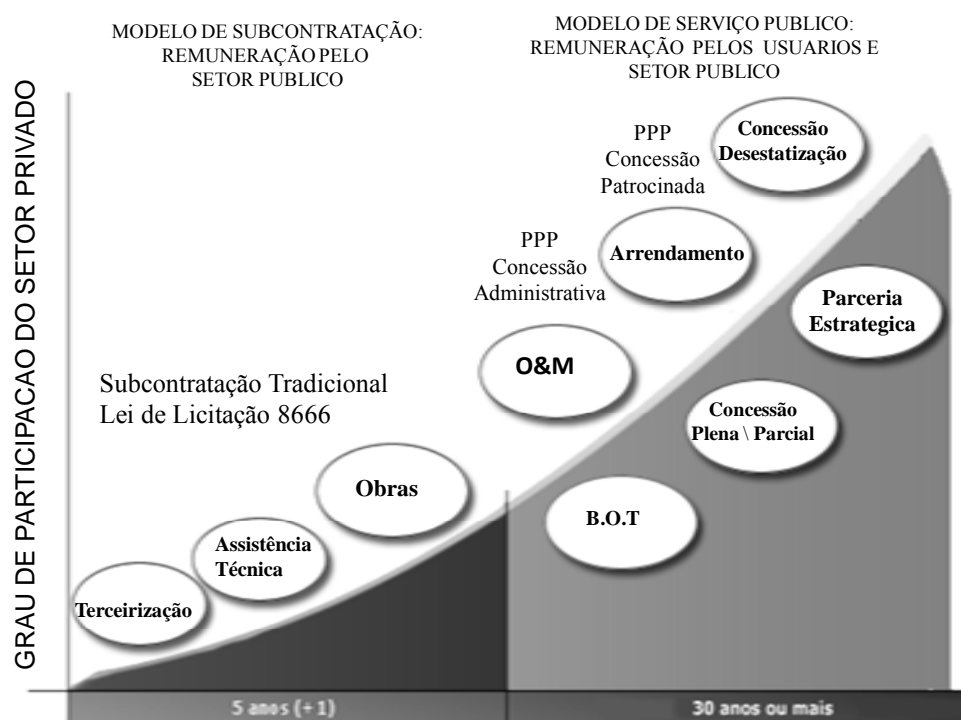 MODELO DE SUBCONTRATAÇÃO:
REMUNERAÇÃO PELO
SETOR PUBLICO
MODELO DE SERVIÇO PUBLICO:
REMUNERAÇÃO PELOS USUARIOS E
SETOR PUBLICO
GRAU DE PARTICIPACAO DO SETOR PRIVADO
PPP
Concessão
Patrocinada
Concessão
Desestatização
PPP
Concessão
Administrativa
Arrendamento
Parceria
Estrategica
O&M
Subcontratação Tradicional
Lei de Licitação 8666
Concessão
Plena \ Parcial
Obras
B.O.T
Assistência
Técnica
Terceirização
5 anos (+1)
30 anos ou mais